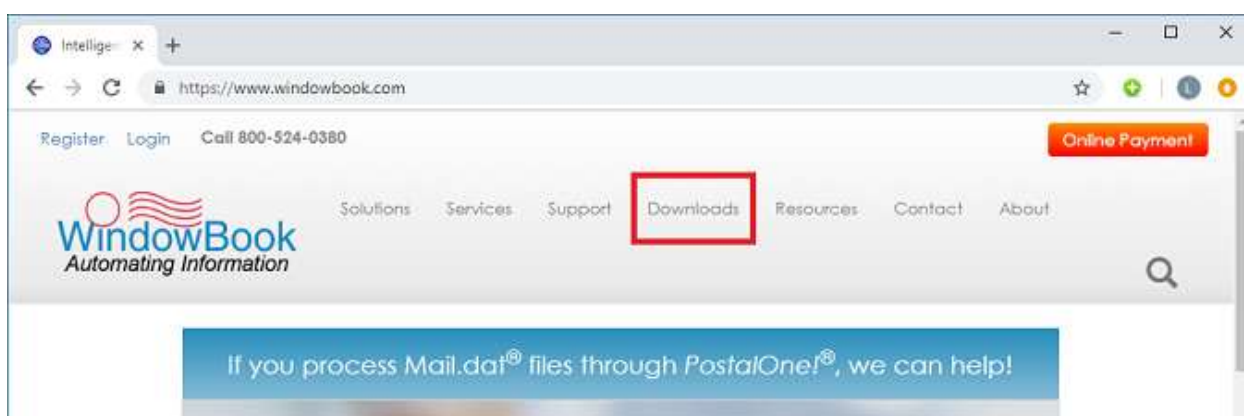 Intellige
https://www.windowbook.com
Register Login Call 800-524-0380
Online Payment
Solutions Services Support Downloads Resources Contact About
WindowBook
Automating Information
If you process Mail.dat® files through PostalOne!®, we can help!